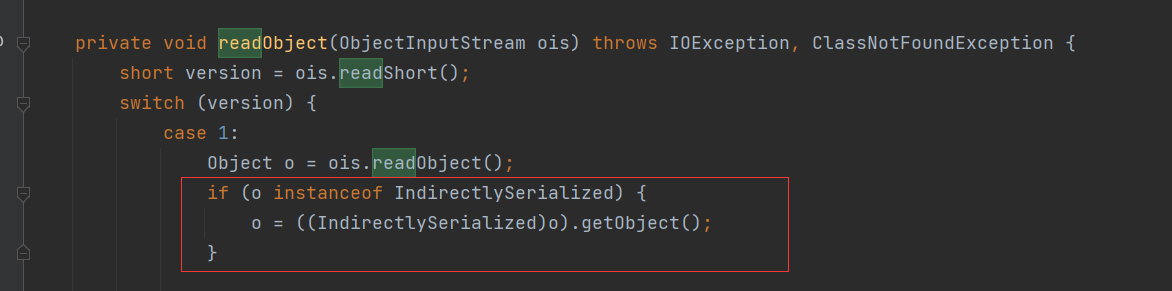 private void readObject(ObjectInputStream ois) throws IOException, ClassNotFoundException {
short version = ois.readShort();
switch (version) {
case 1:
Object o = ois.readObject();
if (o instanceof IndirectlySerialized) {
o = ((IndirectlySerialized)o).getObject();
}